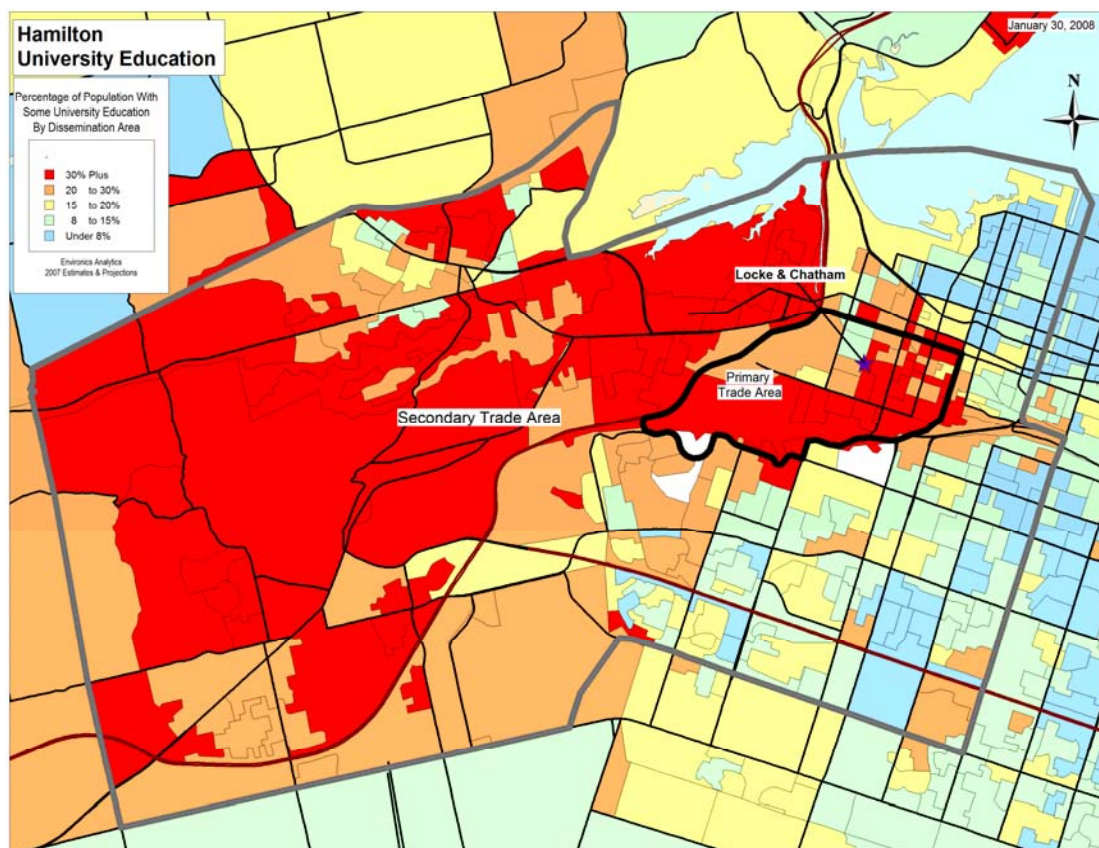 Hamilton
University Education
January 30, 2008
Percentage of Population With
Some University Education
By Dissemination Area
30% Plus
20 to 30%
15 to 20%
8 to 15%
Under 8%
Environics Analytics
2007 Estimates & Projections
N
Locke & Chatham
Primary
Trade Area
Secondary Trade Area